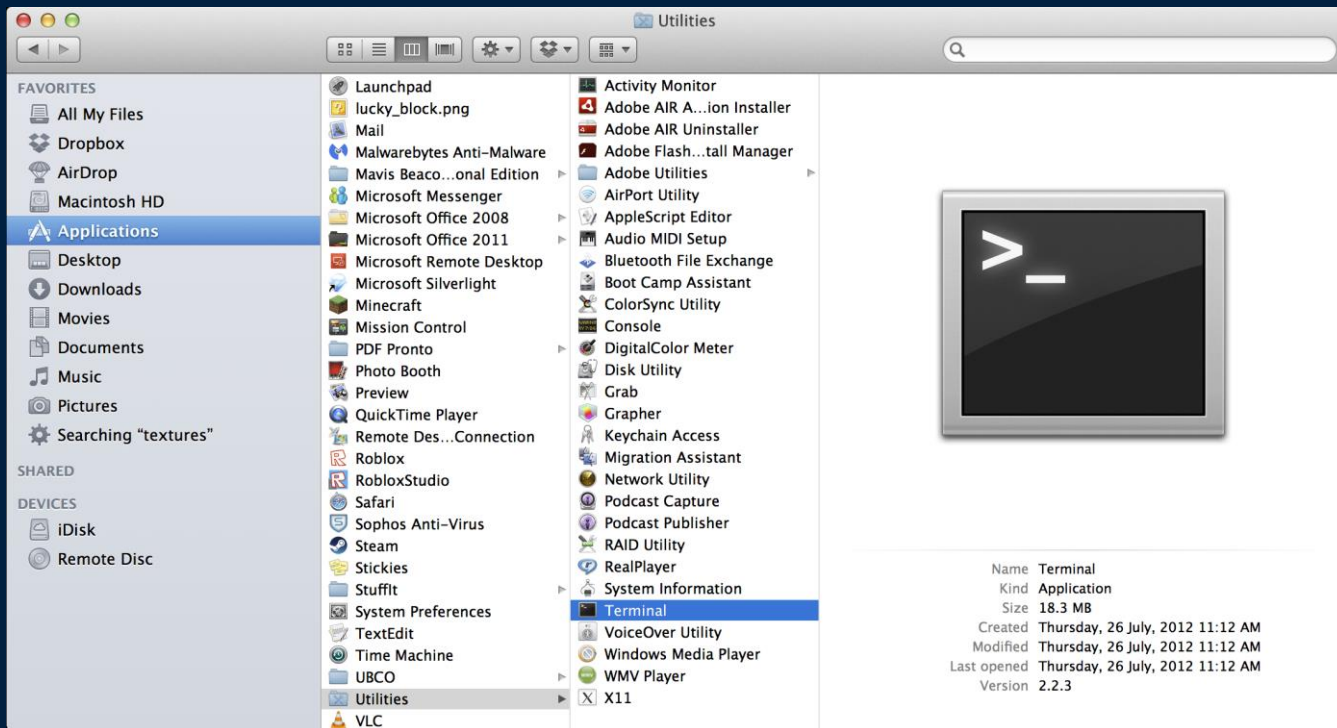 Utilities
FAVORITES
All My Files
Dropbox
AirDrop
Macintosh HD
Applications
Desktop
Downloads
Movies
Documents
Music
Pictures
Searching “textures”
SHARED
DEVICES
iDisk
Remote Disc
Launchpad
lucky_block.png
Mail
Malwarebytes Anti-Malware
Mavis Beaco...onal Edition
Microsoft Messenger
Microsoft Office 2008
Microsoft Office 2011
Microsoft Remote Desktop
Microsoft Silverlight
Minecraft
Mission Control
PDF Pronto
Photo Booth
Preview
QuickTime Player
Remote Des...Connection
Roblox
RobloxStudio
Safari
Sophos Anti-Virus
Steam
Stickies
StuffIt
System Preferences
TextEdit
Time Machine
UBCO
Utilities
VLC
Activity Monitor
Adobe AIR A...ion Installer
Adobe AIR Uninstaller
Adobe Flash...tall Manager
Adobe Utilities
AirPort Utility
AppleScript Editor
Audio MIDI Setup
Bluetooth File Exchange
Boot Camp Assistant
ColorSync Utility
Console
DigitalColor Meter
Disk Utility
Grab
Grapher
Keychain Access
Migration Assistant
Network Utility
Podcast Capture
Podcast Publisher
RAID Utility
RealPlayer
System Information
Terminal
VoiceOver Utility
Windows Media Player
WMV Player
X11
>_
Name Terminal
Kind Application
Size 18.3 MB
Created Thursday, 26 July, 2012 11:12 AM
Modified Thursday, 26 July, 2012 11:12 AM
Last opened Thursday, 26 July, 2012 11:12 AM
Version 2.2.3